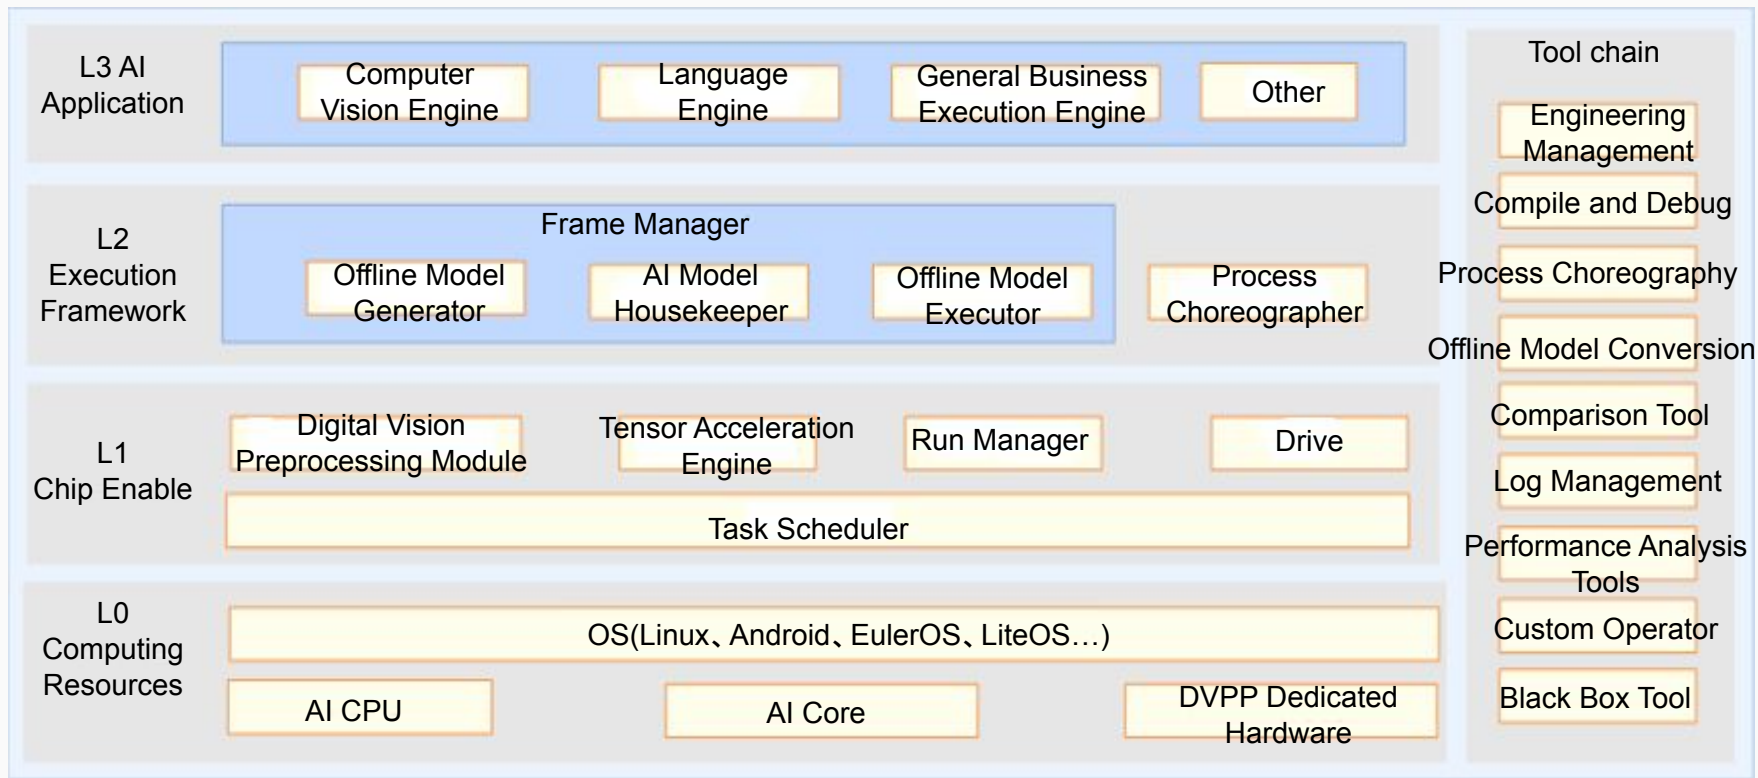 L3 AI
Application
Computer
Vision Engine
Language
Engine
General Business
Execution Engine
Other
L2
Execution
Framework
Frame Manager
Offline Model
Generator
AI Model
Housekeeper
Offline Model
Executor
Process
Choreographer
L1
Chip Enable
Digital Vision
Preprocessing Module
Tensor Acceleration
Engine
Run Manager
Drive
Task Scheduler
L0
Computing
Resources
OS(Linux、Android、EulerOS、LiteOS…)
AI CPU
AI Core
DVPP Dedicated
Hardware
Tool chain
Engineering
Management
Compile and Debug
Process Choreography
Offline Model Conversion
Comparison Tool
Log Management
Performance Analysis
Tools
Custom Operator
Black Box Tool